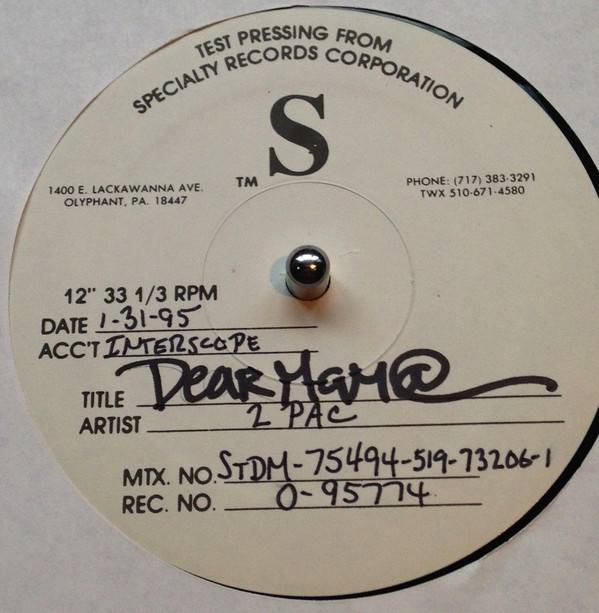 TEST PRESSING FROM
SPECIALTY RECORDS CORPORATION
S
TM
1400 E. LACKAWANNA AVE.
OLYPHANT, PA. 18447
PHONE: (717) 383-3291
TWX 510-671-4580
12" 33 1/3 RPM
DATE 1-31-95
ACC'T INTERSCOPE
TITLE DEAR MAM@
ARTIST 2 PAC
MTX. NO. STDM-75494-519-73206-1
REC. NO. 0-95774